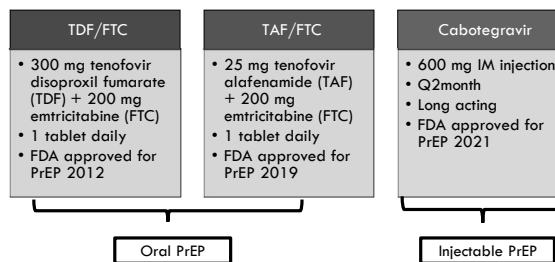 TDF/FTC
• 300 mg tenofovir
disoproxil fumarate
(TDF) + 200 mg
emtricitabine (FTC)
• 1 tablet daily
• FDA approved for
PrEP 2012
TAF/FTC
• 25 mg tenofovir
alafenamide (TAF)
+ 200 mg
emtricitabine (FTC)
• 1 tablet daily
• FDA approved for
PrEP 2019
Cabotegravir
• 600 mg IM injection
• Q2month
• Long acting
• FDA approved for
PrEP 2021
Oral PrEP
Injectable PrEP